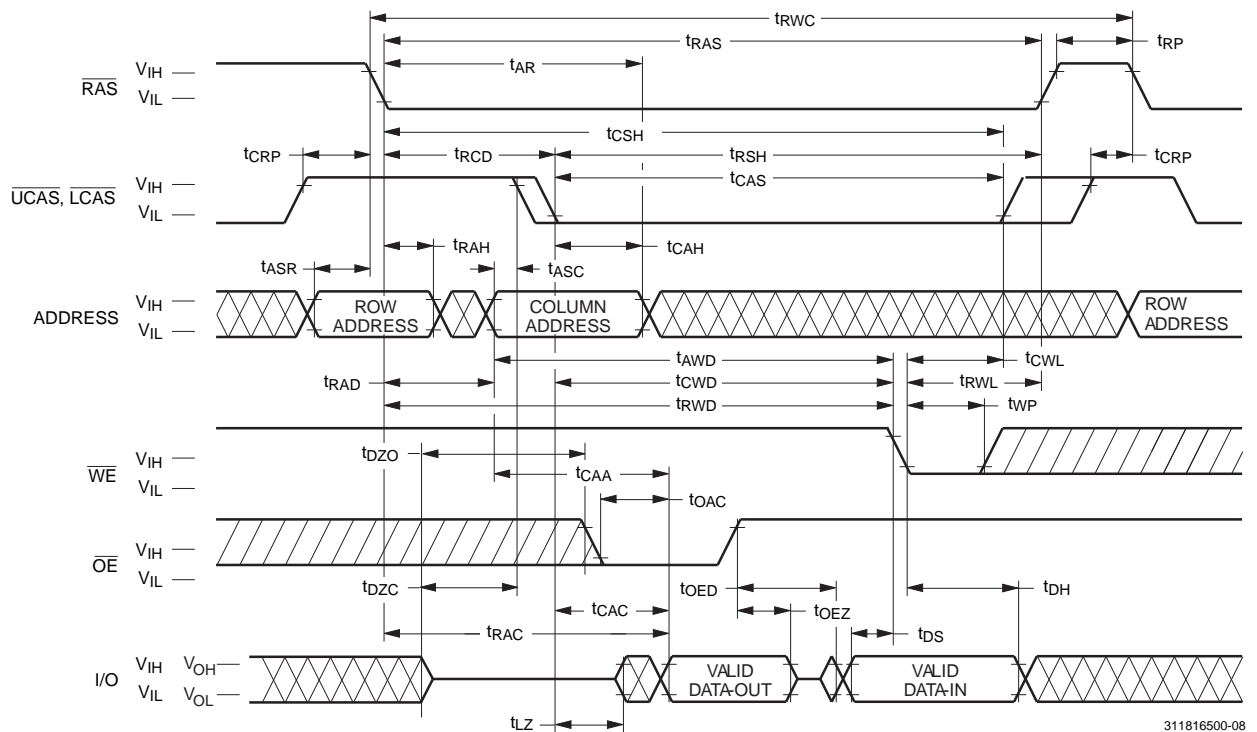 tRWC
tRAS
tRP
tAR
VIH
RAS
VIL
tCSH
tCRP
tRCD
tRSH
tCRP
VIH
UCAS, LCAS
VIL
tCAS
tRAH
tCAH
tASR
tASC
VIH
ADDRESS
VIL
ROW
ADDRESS
COLUMN
ADDRESS
ROW
ADDRESS
tAWD
tCWL
tRAD
tCWD
tRWL
tRWD
tWP
tDZO
VIH
WE
VIL
tCAA
tOAC
VIH
OE
VIL
tDZC
tOED
tDH
tCAC
tOEZ
tRAC
tDS
VIH VOH
I/O
VIL VOL
VALID
DATA-OUT
VALID
DATA-IN
tLZ
311816500-08